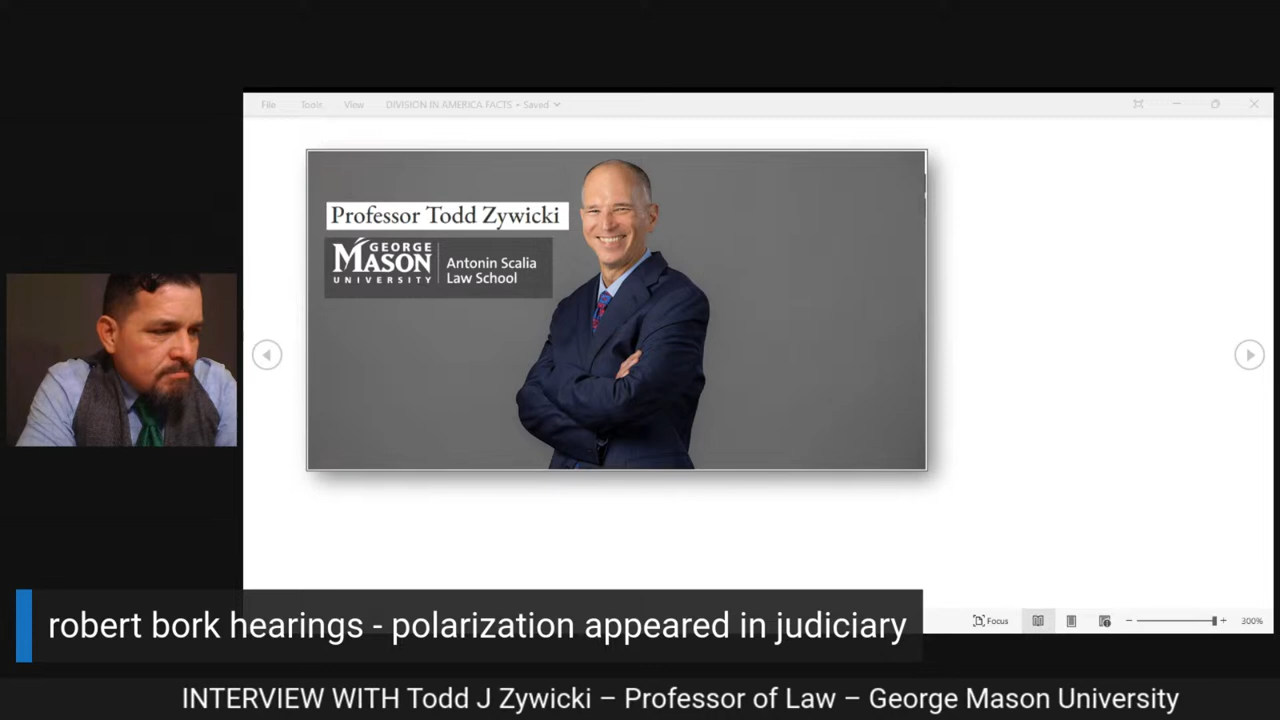 File Tools View DIVISION IN AMERICA FACTS • Saved
Professor Todd Zywicki
GEORGE
MASON
UNIVERSITY
Antonin Scalia
Law School
robert bork hearings - polarization appeared in judiciary
Focus
300%
INTERVIEW WITH Todd J Zywicki – Professor of Law – George Mason University